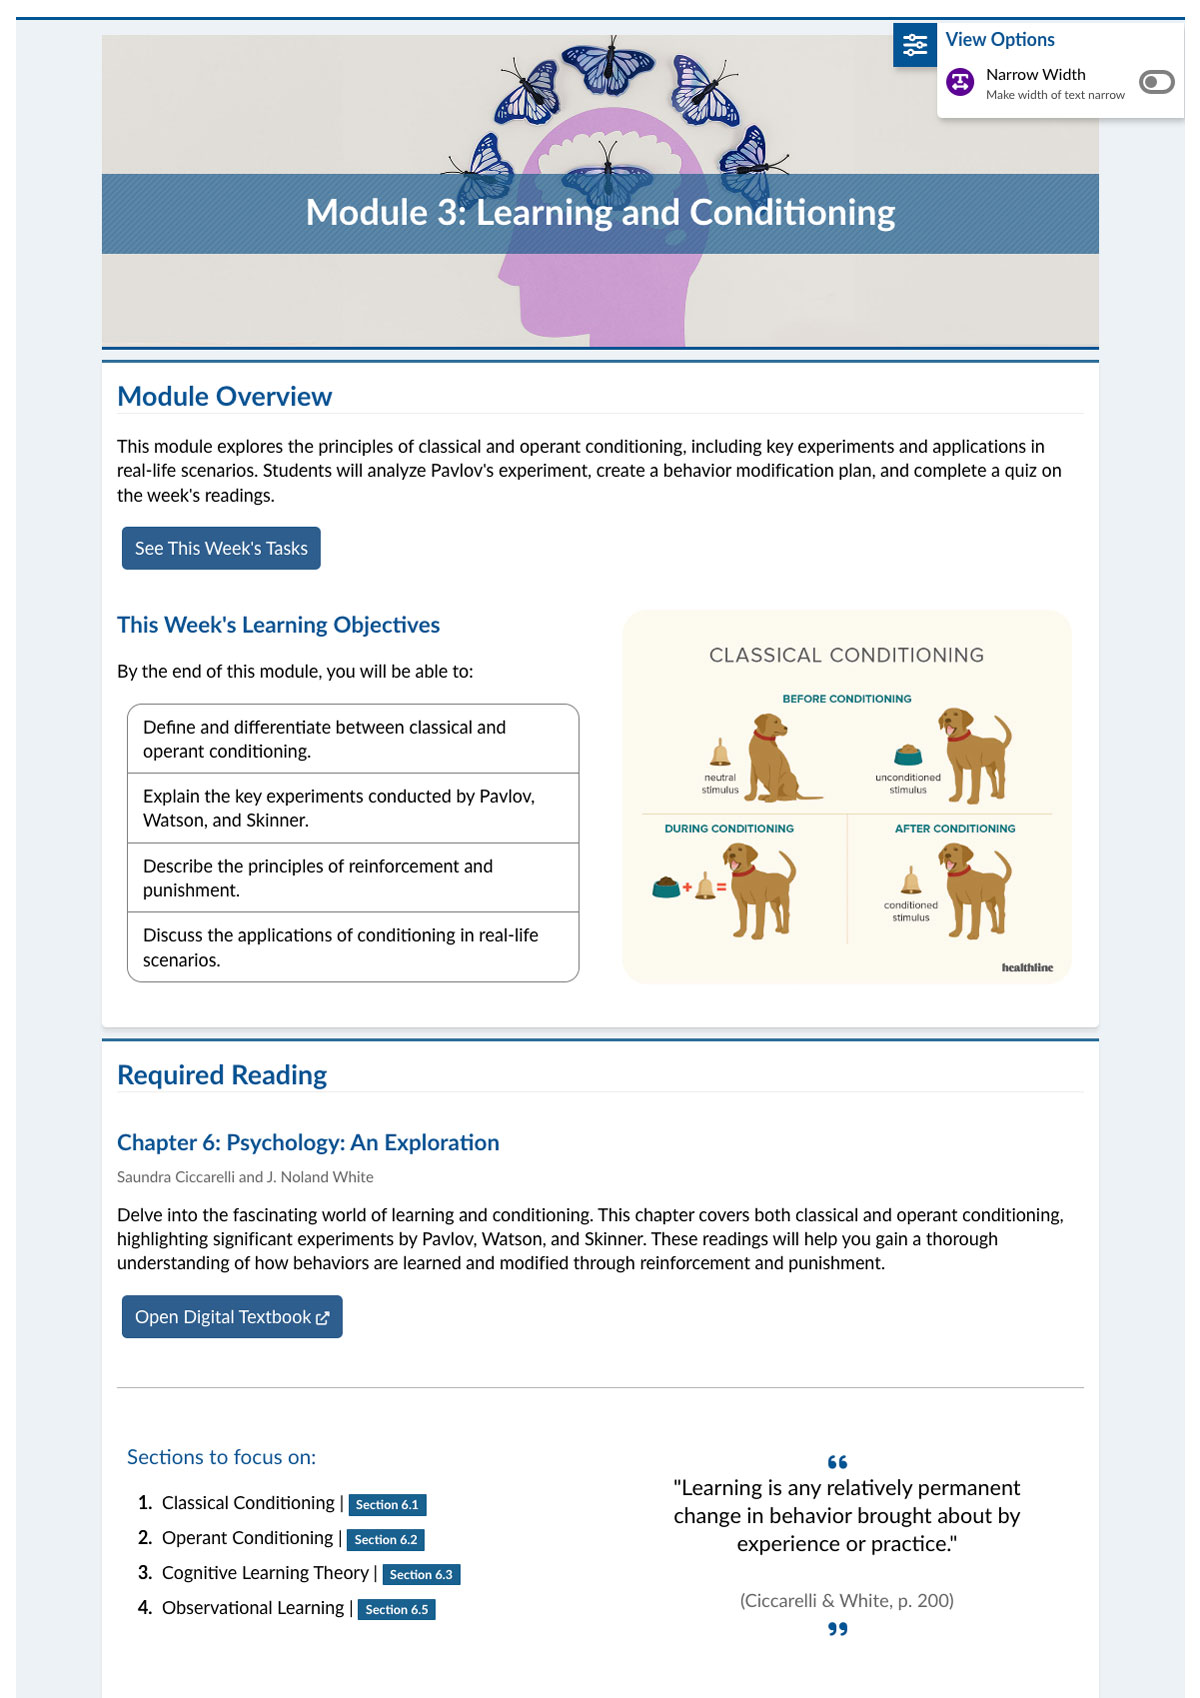 View Options
Narrow Width
Make width of text narrow
Module 3: Learning and Conditioning
Module Overview
This module explores the principles of classical and operant conditioning, including key experiments and applications in
real-life scenarios. Students will analyze Pavlov's experiment, create a behavior modification plan, and complete a quiz on
the week's readings.
See This Week's Tasks
This Week's Learning Objectives
By the end of this module, you will be able to:
Define and differentiate between classical and
operant conditioning.
Explain the key experiments conducted by Pavlov,
Watson, and Skinner.
Describe the principles of reinforcement and
punishment.
Discuss the applications of conditioning in real-life
scenarios.
CLASSICAL CONDITIONING
BEFORE CONDITIONING
neutral
stimulus
unconditioned
stimulus
DURING CONDITIONING
AFTER CONDITIONING
+ =
conditioned
stimulus
healthline
Required Reading
Chapter 6: Psychology: An Exploration
Saundra Ciccarelli and J. Noland White
Delve into the fascinating world of learning and conditioning. This chapter covers both classical and operant conditioning,
highlighting significant experiments by Pavlov, Watson, and Skinner. These readings will help you gain a thorough
understanding of how behaviors are learned and modified through reinforcement and punishment.
Open Digital Textbook
Sections to focus on:
1. Classical Conditioning | Section 6.1
2. Operant Conditioning | Section 6.2
3. Cognitive Learning Theory | Section 6.3
4. Observational Learning | Section 6.5
“
"Learning is any relatively permanent
change in behavior brought about by
experience or practice."
(Ciccarelli & White, p. 200)
”